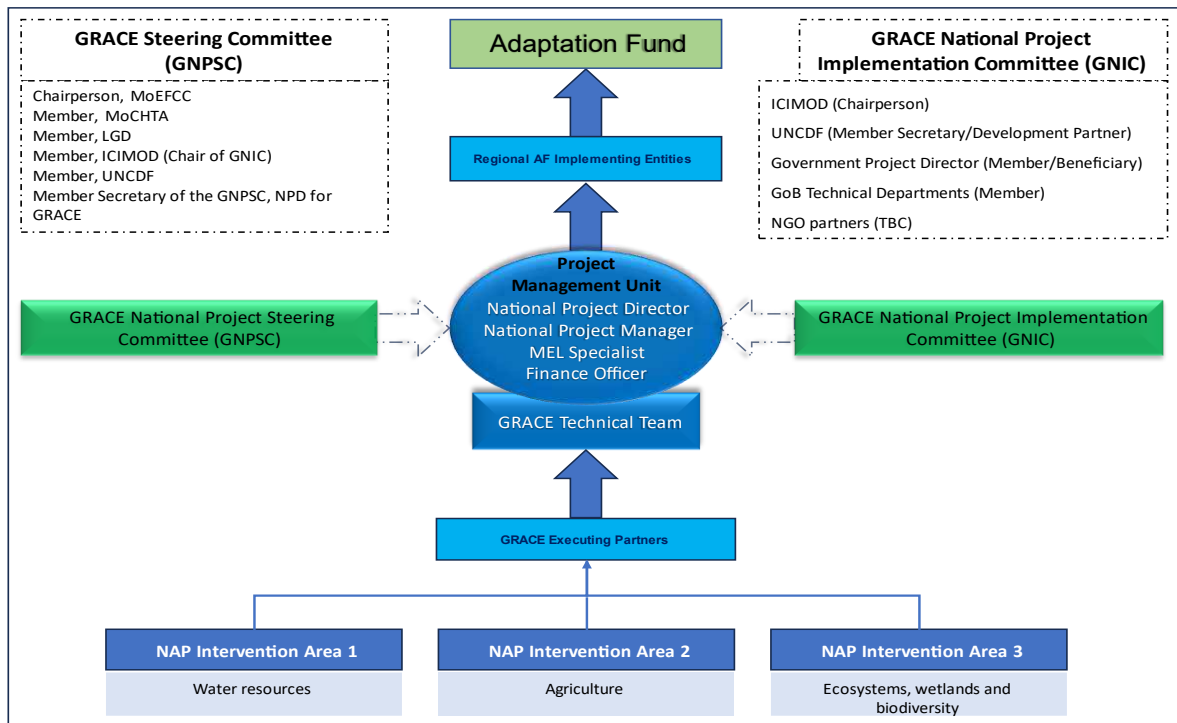 GRACE Steering Committee
(GNPSC)
Chairperson, MoEFCC
Member, MoCHTA
Member, LGD
Member, ICIMOD (Chair of GNIC)
Member, UNCDF
Member Secretary of the GNPSC, NPD for
GRACE
Adaptation Fund
GRACE National Project
Implementation Committee (GNIC)
ICIMOD (Chairperson)
UNCDF (Member Secretary/Development Partner)
Government Project Director (Member/Beneficiary)
GoB Technical Departments (Member)
NGO partners (TBC)
Regional AF Implementing Entities
Project
Management Unit
National Project Director
National Project Manager
MEL Specialist
Finance Officer
GRACE National Project Steering
Committee (GNPSC)
GRACE National Project Implementation
Committee (GNIC)
GRACE Technical Team
GRACE Executing Partners
NAP Intervention Area 1
Water resources
NAP Intervention Area 2
Agriculture
NAP Intervention Area 3
Ecosystems, wetlands and
biodiversity